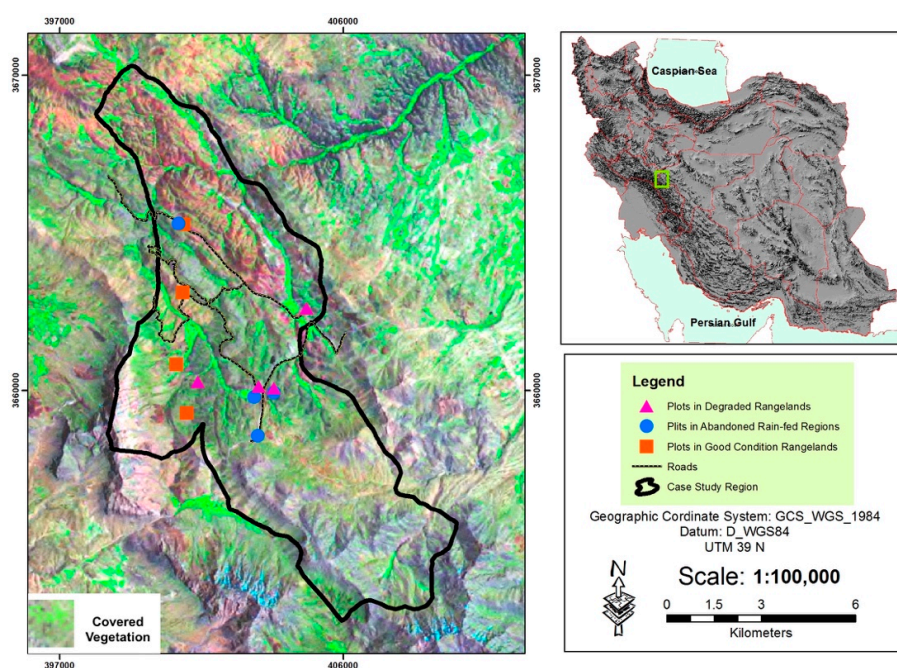 397000
406000
3670000
3670000
3660000
3660000
Covered
Vegetation
397000
406000
Caspian Sea
Persian Gulf
Legend
Plots in Degraded Rangelands
Plits in Abandoned Rain-fed Regions
Plots in Good Condition Rangelands
Roads
Case Study Region
Geographic Cordinate System: GCS_WGS_1984
Datum: D_WGS84
UTM 39 N
N
Scale: 1:100,000
0 1.5 3 6
Kilometers